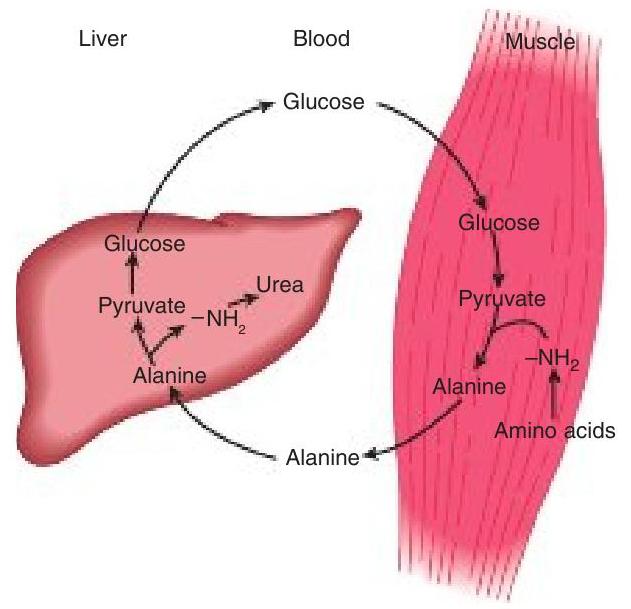 Liver
Blood
Muscle
Glucose
Glucose
Glucose
Urea
Pyruvate
Pyruvate
–NH2
–NH2
Alanine
Alanine
Amino acids
Alanine